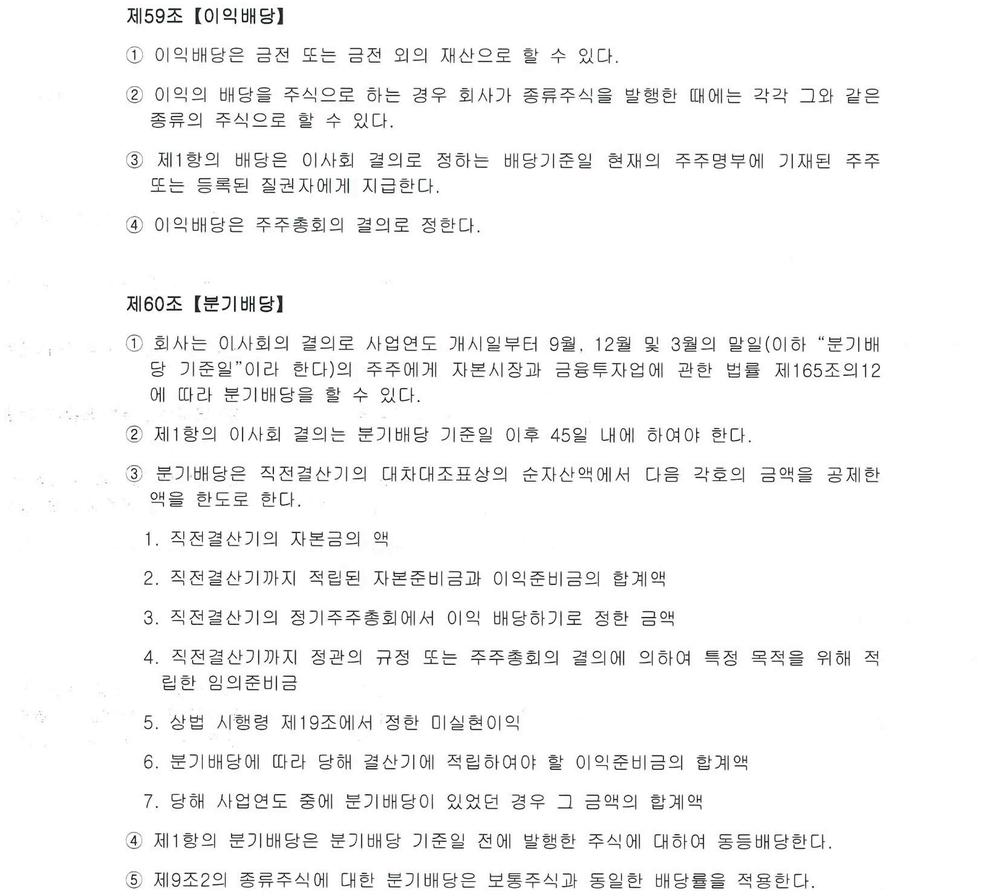 제59조【이익배당】
① 이익배당은 금전 또는 금전 외의 재산으로 할 수 있다.
② 이익의 배당을 주식으로 하는 경우 회사가 종류주식을 발행한 때에는 각각 그와 같은
종류의 주식으로 할 수 있다.
③ 제1항의 배당은 이사회 결의로 정하는 배당기준일 현재의 주주명부에 기재된 주주
또는 등록된 질권자에게 지급한다.
④ 이익배당은 주주총회의 결의로 정한다.
제60조【분기배당】
① 회사는 이사회의 결의로 사업연도 개시일부터 9월, 12월 및 3월의 말일(이하 “분기배
당 기준일”이라 한다)의 주주에게 자본시장과 금융투자업에 관한 법률 제165조의12
에 따라 분기배당을 할 수 있다.
② 제1항의 이사회 결의는 분기배당 기준일 이후 45일 내에 하여야 한다.
③ 분기배당은 직전결산기의 대차대조표상의 순자산액에서 다음 각호의 금액을 공제한
액을 한도로 한다.
1. 직전결산기의 자본금의 액
2. 직전결산기까지 적립된 자본준비금과 이익준비금의 합계액
3. 직전결산기의 정기주주총회에서 이익 배당하기로 정한 금액
4. 직전결산기까지 정관의 규정 또는 주주총회의 결의에 의하여 특정 목적을 위해 적
립한 임의준비금
5. 상법 시행령 제19조에서 정한 미실현이익
6. 분기배당에 따라 당해 결산기에 적립하여야 할 이익준비금의 합계액
7. 당해 사업연도 중에 분기배당이 있었던 경우 그 금액의 합계액
④ 제1항의 분기배당은 분기배당 기준일 전에 발행한 주식에 대하여 동등배당한다.
⑤ 제9조2의 종류주식에 대한 분기배당은 보통주식과 동일한 배당률을 적용한다.